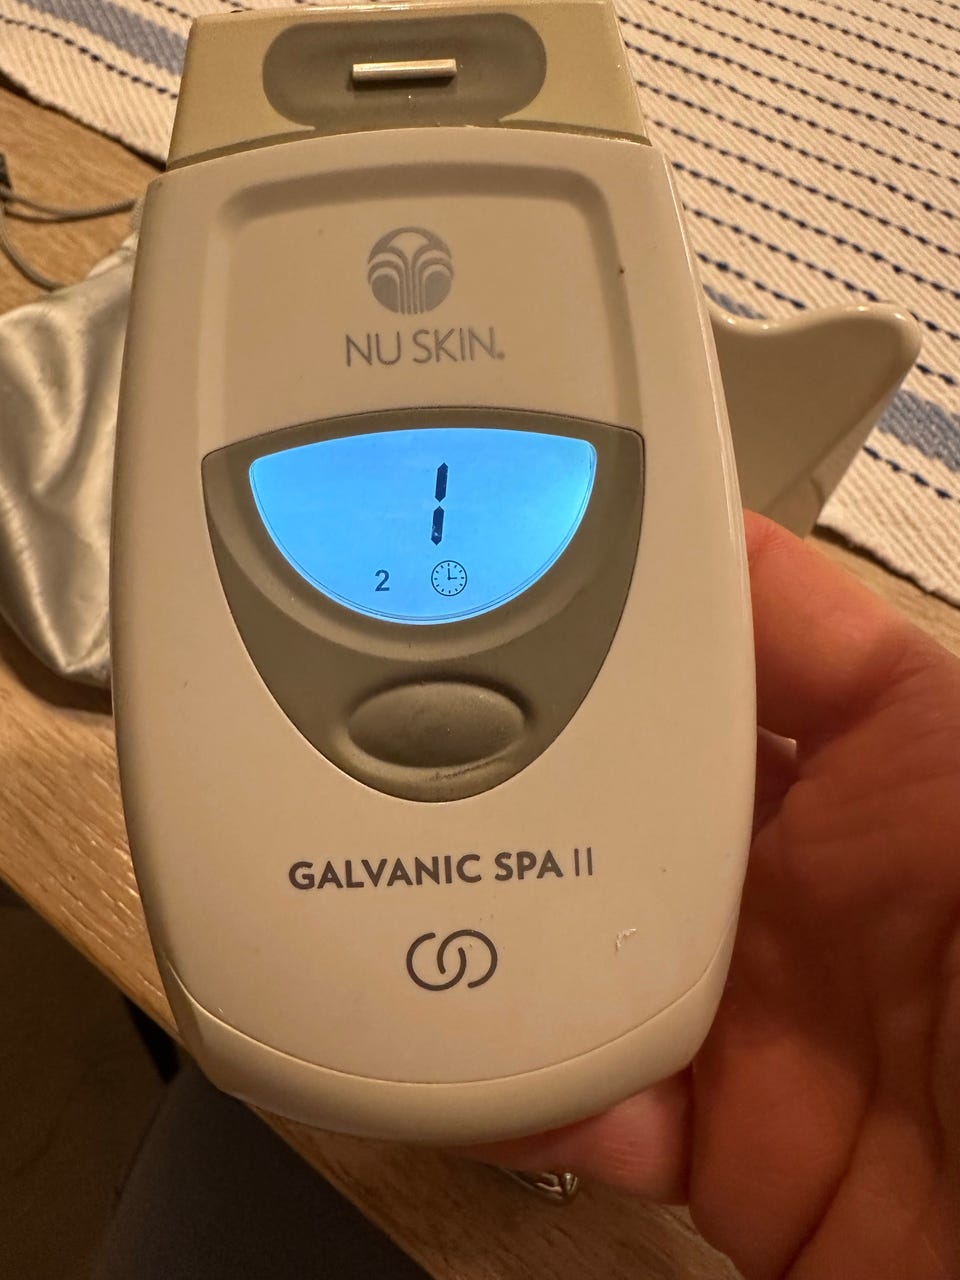 NU SKIN®
1
2
GALVANIC SPA II